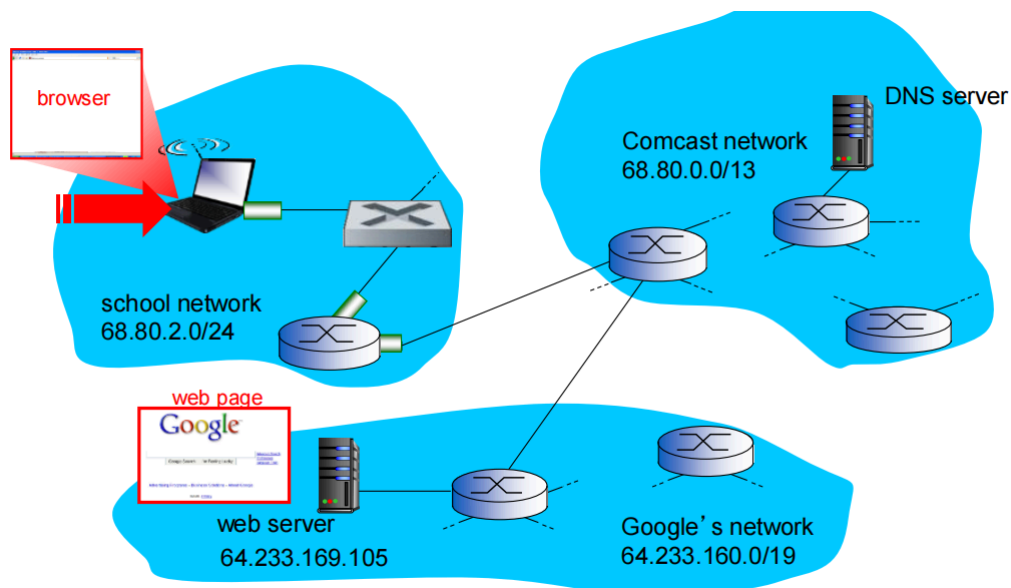 browser
DNS server
Comcast network
68.80.0.0/13
school network
68.80.2.0/24
web page
Google
web server
64.233.169.105
Google's network
64.233.160.0/19